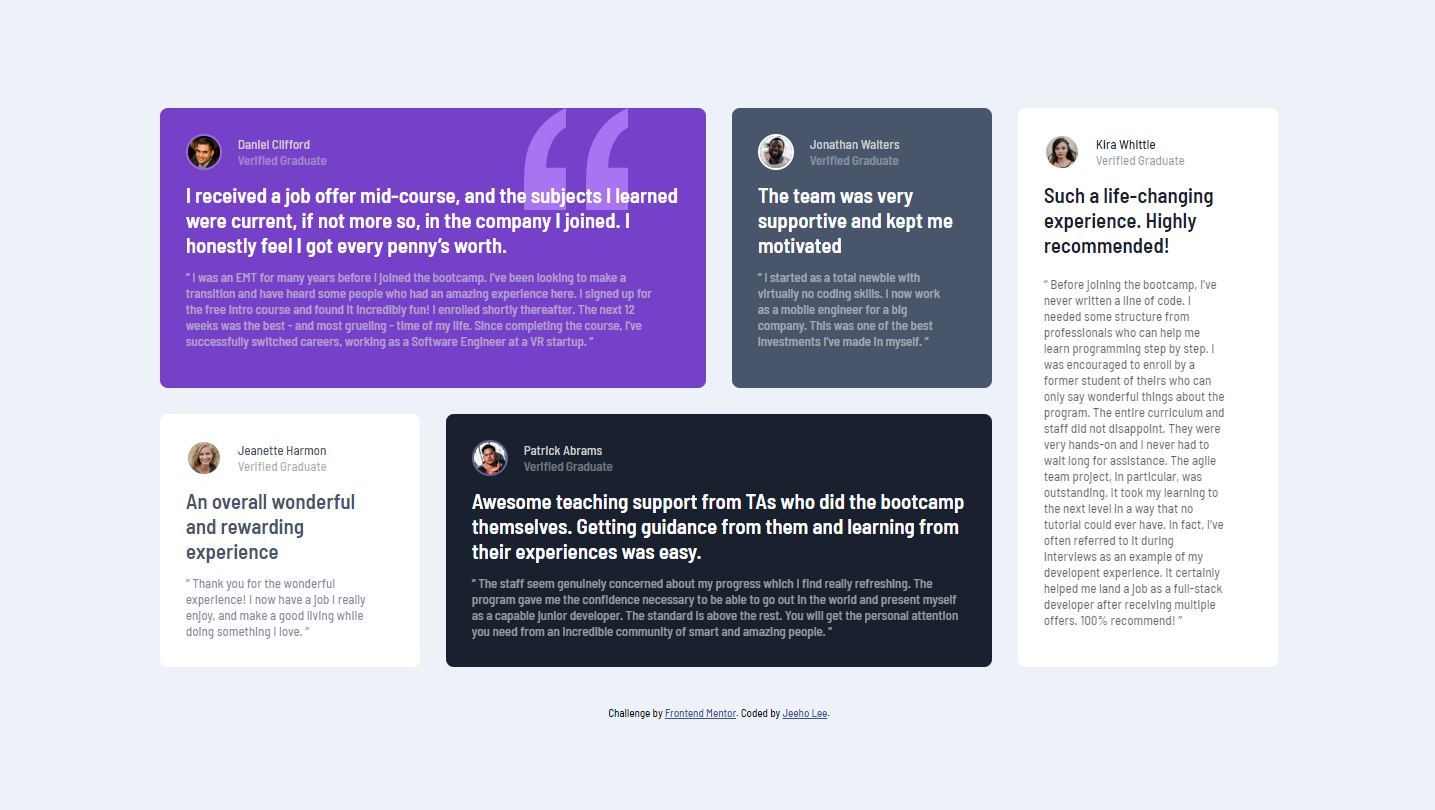 Daniel Clifford
Verified Graduate
I received a job offer mid-course, and the subjects I learned
were current, if not more so, in the company I joined. I
honestly feel I got every penny’s worth.
“ I was an EMT for many years before I joined the bootcamp. I’ve been looking to make a
transition and have heard some people who had an amazing experience here. I signed up for
the free intro course and found it incredibly fun! I enrolled shortly thereafter. The next 12
weeks was the best - and most grueling - time of my life. Since completing the course, I’ve
successfully switched careers, working as a Software Engineer at a VR startup. ”
Jonathan Walters
Verified Graduate
The team was very
supportive and kept me
motivated
“ I started as a total newbie with
virtually no coding skills. I now work
as a mobile engineer for a big
company. This was one of the best
investments I’ve made in myself. ”
Kira Whittle
Verified Graduate
Such a life-changing
experience. Highly
recommended!
“ Before joining the bootcamp, I’ve
never written a line of code. I
needed some structure from
professionals who can help me
learn programming step by step. I
was encouraged to enroll by a
former student of theirs who can
only say wonderful things about the
program. The entire curriculum and
staff did not disappoint. They were
very hands-on and I never had to
wait long for assistance. The agile
team project, in particular, was
outstanding. It took my learning to
the next level in a way that no
tutorial could ever have. In fact, I’ve
often referred to it during
interviews as an example of my
developent experience. It certainly
helped me land a job as a full-stack
developer after receiving multiple
offers. 100% recommend! ”
Jeanette Harmon
Verified Graduate
An overall wonderful
and rewarding
experience
“ Thank you for the wonderful
experience! I now have a job I really
enjoy, and make a good living while
doing something I love. ”
Patrick Abrams
Verified Graduate
Awesome teaching support from TAs who did the bootcamp
themselves. Getting guidance from them and learning from
their experiences was easy.
“ The staff seem genuinely concerned about my progress which I find really refreshing. The
program gave me the confidence necessary to be able to go out in the world and present myself
as a capable junior developer. The standard is above the rest. You will get the personal attention
you need from an incredible community of smart and amazing people. ”
Challenge by Frontend Mentor. Coded by Jeeho Lee.